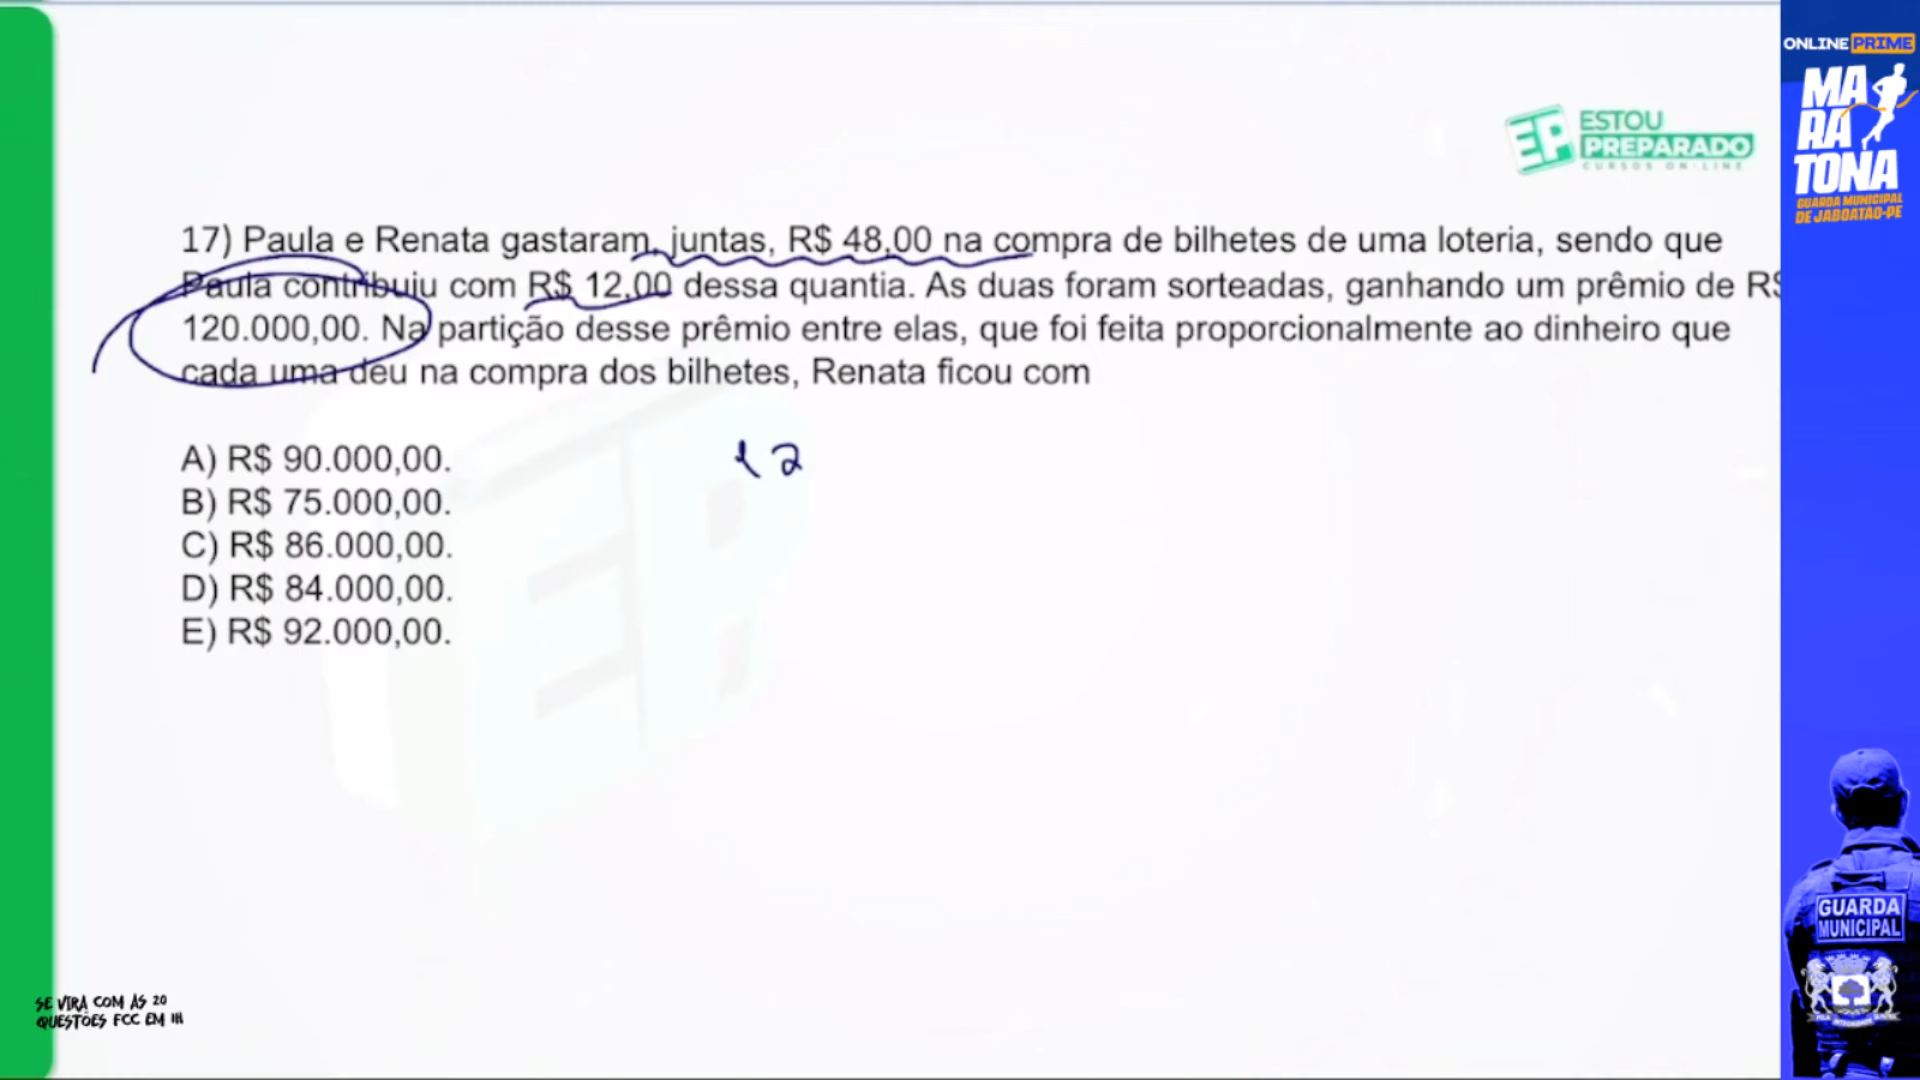 ONLINE PRIME
MA
RA
TONA
GUARDA MUNICIPAL
DE JABOATÃO-PE
ESTOU
EP PREPARADO
CURSOS ON-LINE
17) Paula e Renata gastaram, juntas, R$ 48,00 na compra de bilhetes de uma loteria, sendo que
Paula contribuiu com R$ 12,00 dessa quantia. As duas foram sorteadas, ganhando um prêmio de R$
120.000,00. Na partição desse prêmio entre elas, que foi feita proporcionalmente ao dinheiro que
cada uma deu na compra dos bilhetes, Renata ficou com
12
A) R$ 90.000,00.
B) R$ 75.000,00.
C) R$ 86.000,00.
D) R$ 84.000,00.
E) R$ 92.000,00.
EP
GUARDA
MUNICIPAL
SE VIRA COM AS 20
QUESTÕES FCC EM 1H